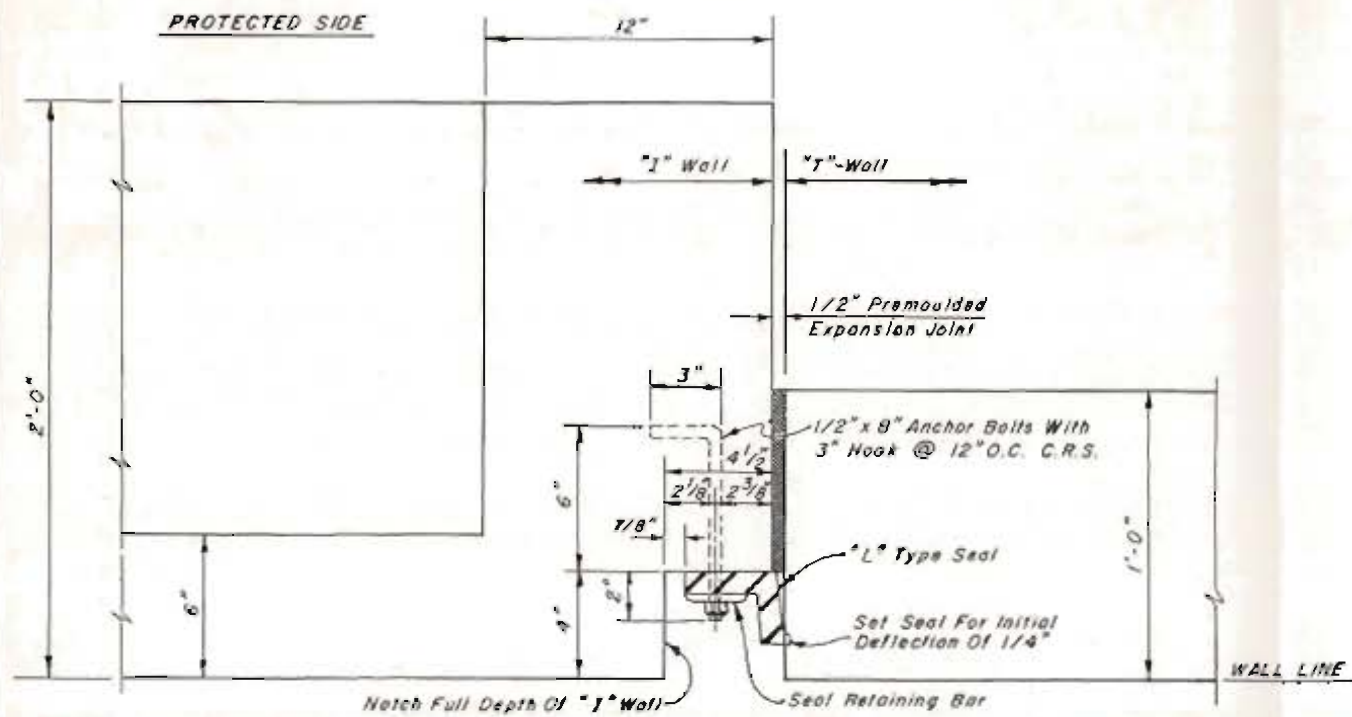 PROTECTED SIDE
12"
"I" Wall
"T"-Wall
1/2" Premoulded
Expansion Joint
2'-0"
3"
1/2" x 8" Anchor Bolts With
3" Hook @ 12" O.C. C.R.S.
4 1/2"
6"
2 1/8"
2 3/8"
7/8"
1'-0"
"L" Type Seal
6"
2"
4"
Set Seal For Initial
Deflection Of 1/4"
WALL LINE
Notch Full Depth Of "I" Wall
Seal Retaining Bar